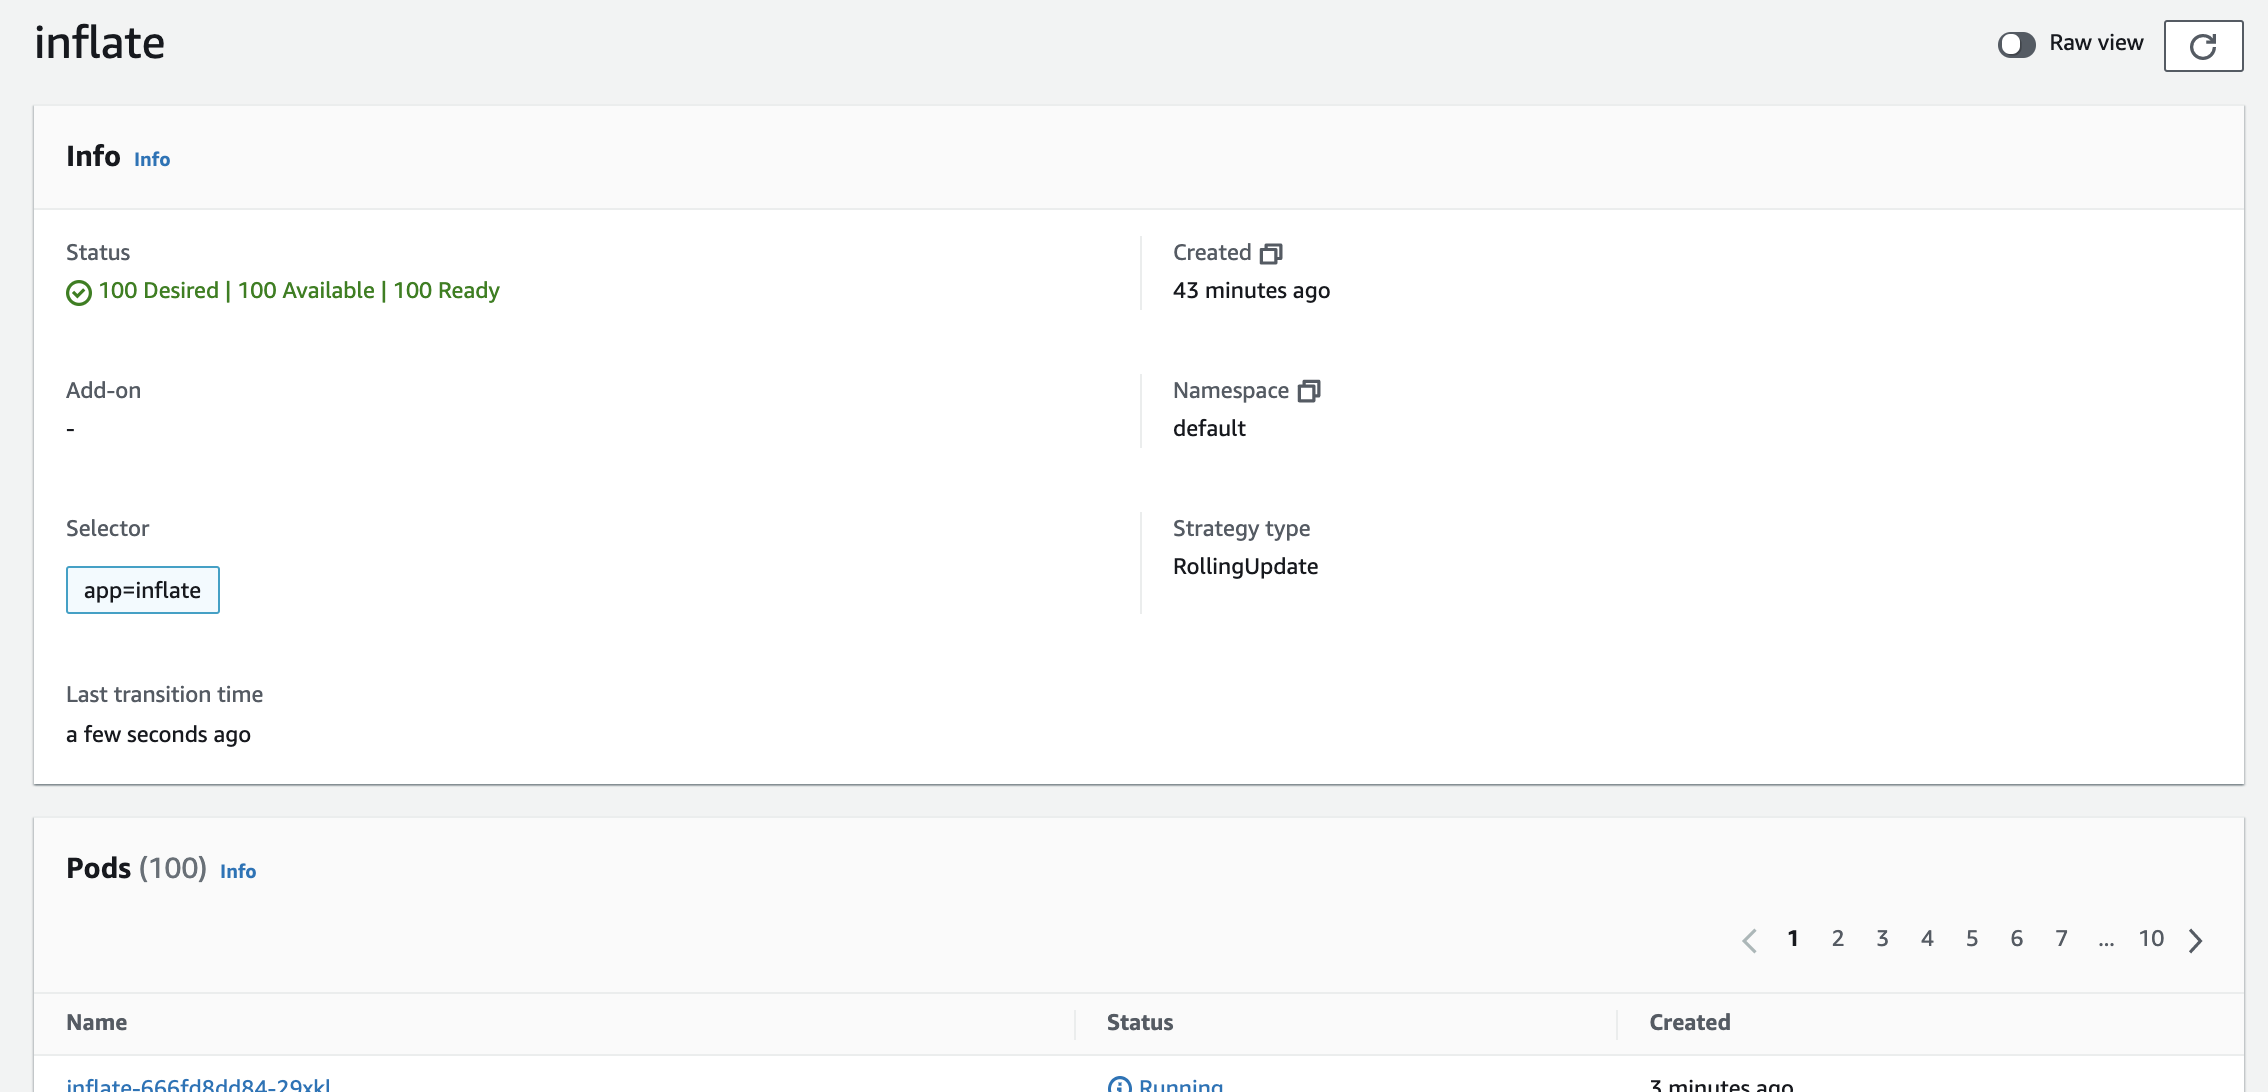 inflate
Raw view
Info Info
Status
100 Desired | 100 Available | 100 Ready
Created
43 minutes ago
Add-on
-
Namespace
default
Selector
app=inflate
Strategy type
RollingUpdate
Last transition time
a few seconds ago
Pods (100) Info
1 2 3 4 5 6 7 ... 10
Name Status Created
inflate-666fd8dd84-29xkl Running 3 minutes ago